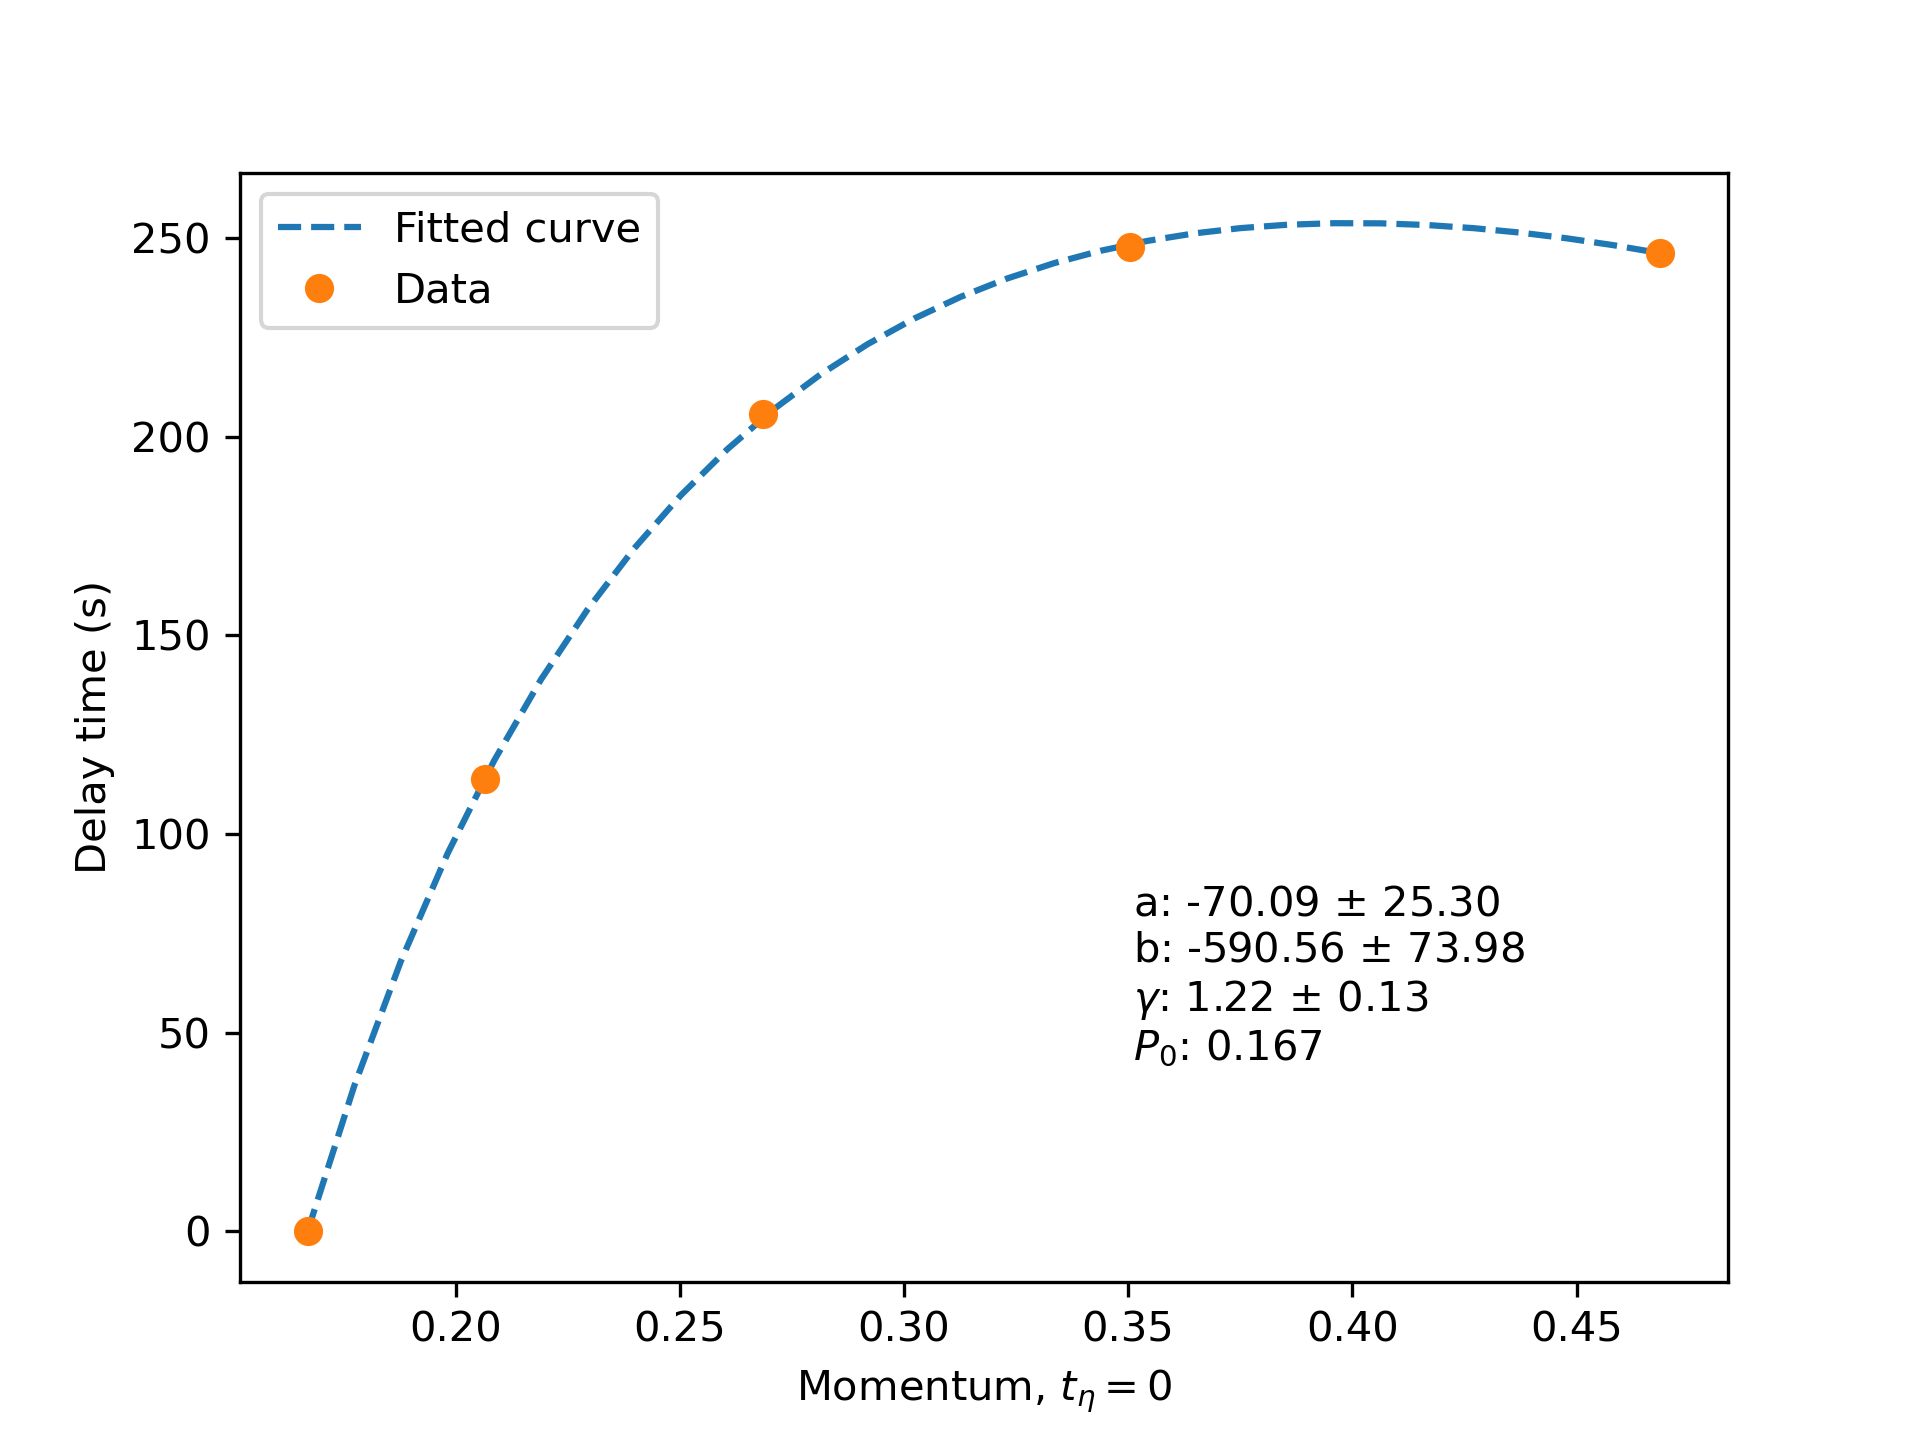 Fitted curve
Data
250
200
150
100
50
0
Delay time (s)
a: -70.09 ± 25.30
b: -590.56 ± 73.98
γ: 1.22 ± 0.13
P₀: 0.167
0.20 0.25 0.30 0.35 0.40 0.45
Momentum, t_η = 0